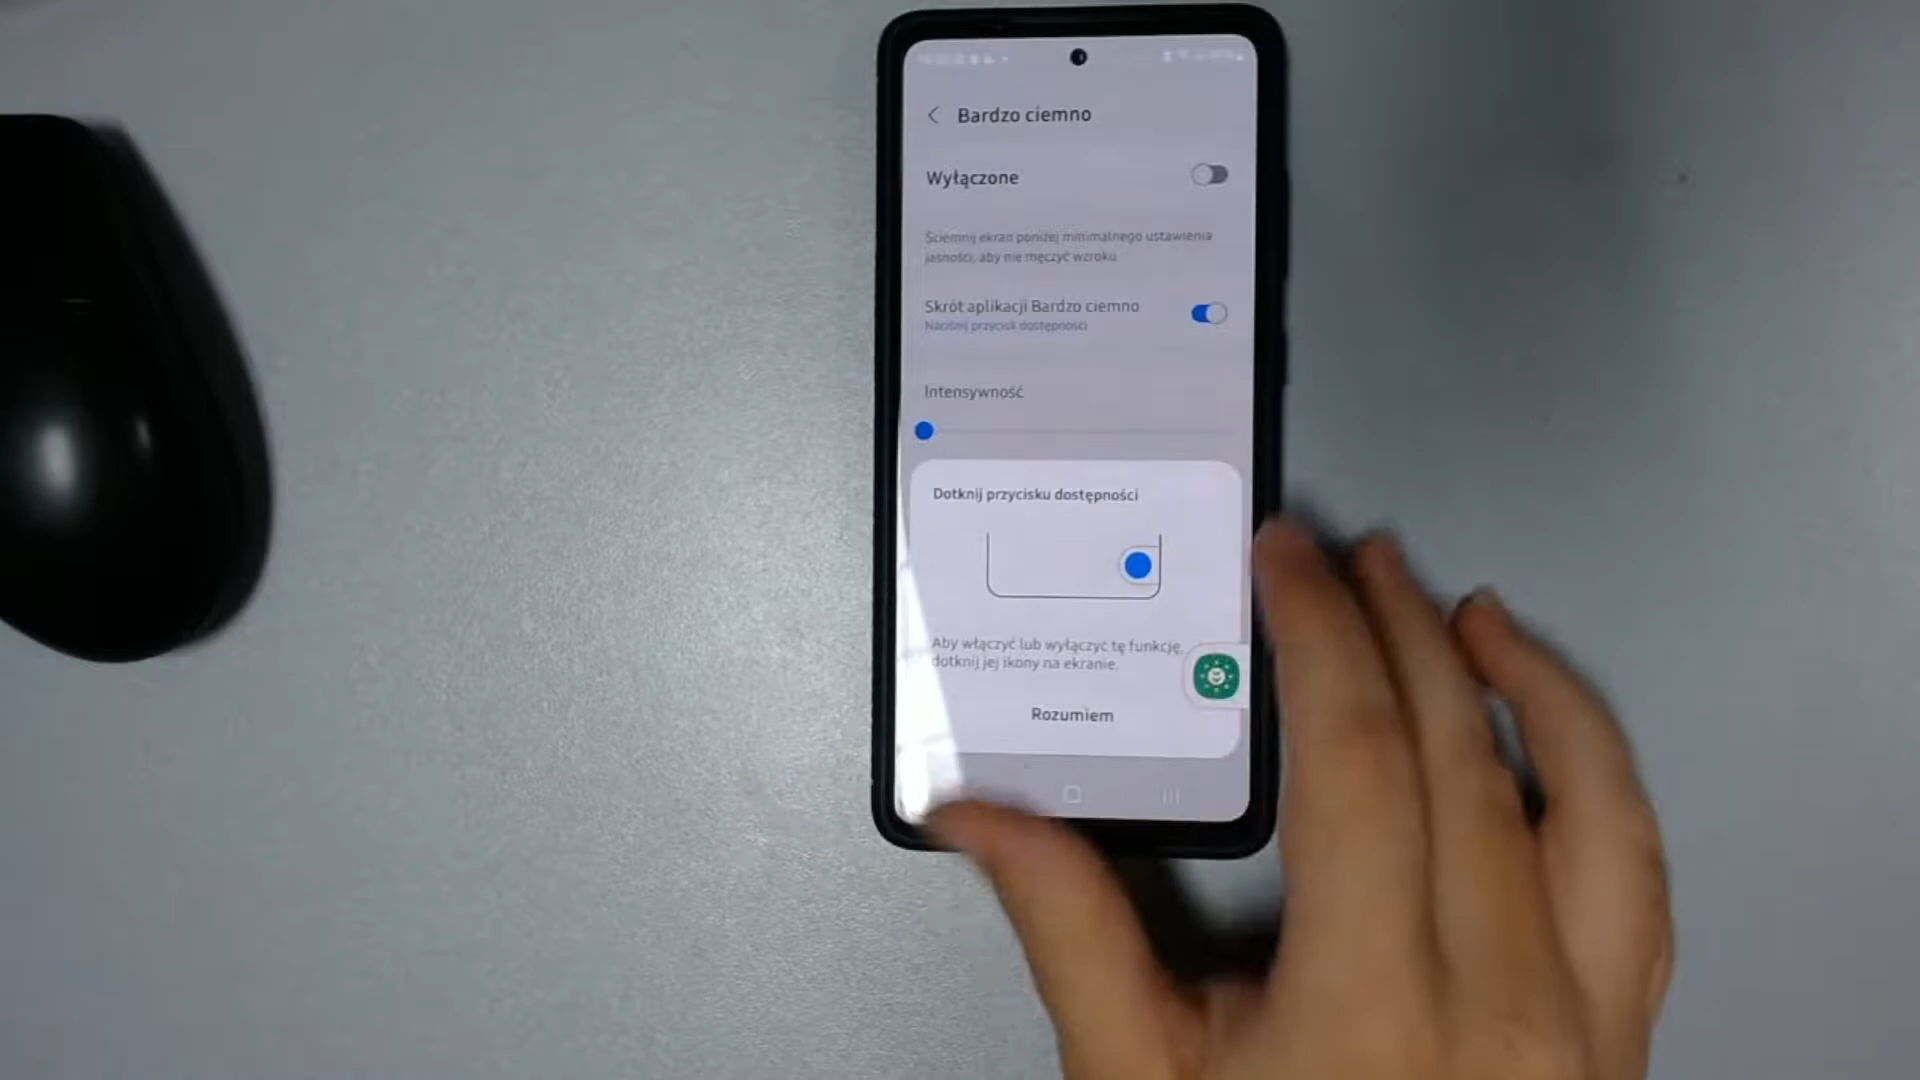 Bardzo ciemno
Wyłączone
Ściemnij ekran poniżej minimalnego ustawienia
jasności, aby nie męczyć wzroku.
Skrót aplikacji Bardzo ciemno
Naciśnij przycisk dostępności
Intensywność
Dotknij przycisku dostępności
Aby włączyć lub wyłączyć tę funkcję,
dotknij jej ikony na ekranie.
Rozumiem